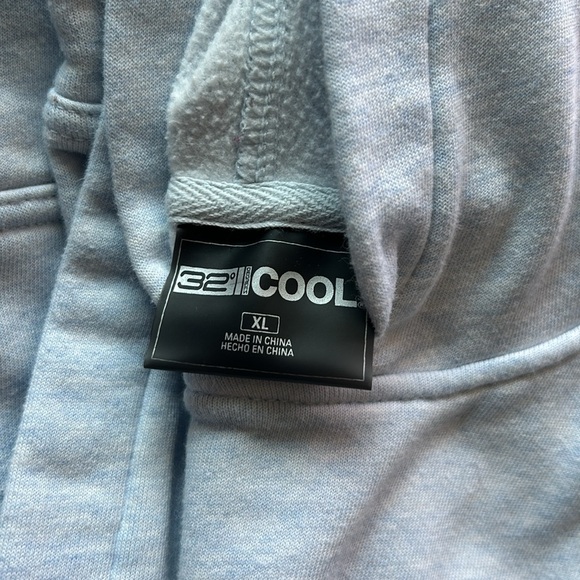 32° COOL
XL
MADE IN CHINA
HECHO EN CHINA